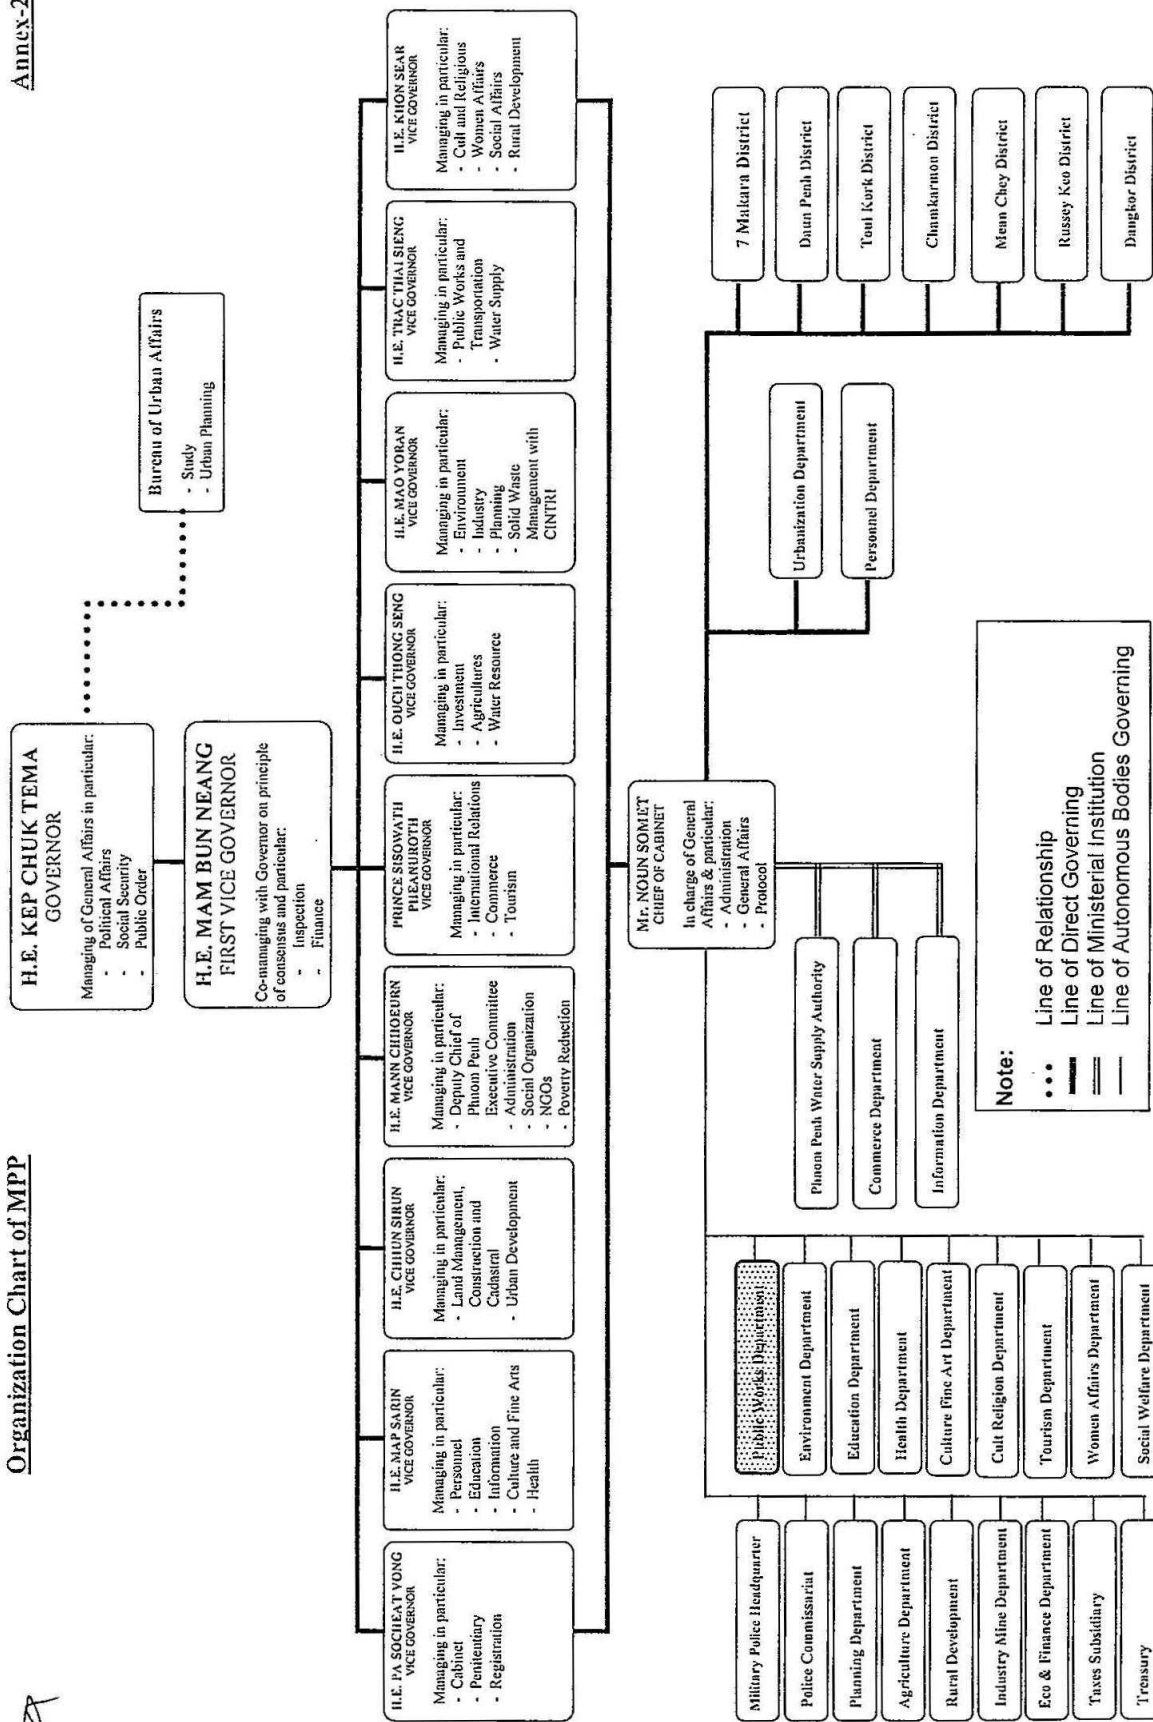 Annex-2
Organization Chart of MPP
H.E. KEP CHUK TEMA
GOVERNOR
Managing of General Affairs in particular:
- Political Affairs
- Social Security
- Public Order
Bureau of Urban Affairs
- Study
- Urban Planning
H.E. MAM BUN NEANG
FIRST VICE GOVERNOR
Co-managing with Governor on principle
of consensus and particular:
- Inspection
- Finance
H.E. PA SOCHEAT VONG
VICE GOVERNOR
Managing in particular:
- Cabinet
- Penitentiary
- Registration
H.E. MAP SARIN
VICE GOVERNOR
Managing in particular:
- Personnel
- Education
- Information
- Culture and Fine Arts
- Health
H.E. CHHUN SIRUN
VICE GOVERNOR
Managing in particular:
- Land Management,
Construction and
Cadastral
- Urban Development
H.E. MANN CHHOEURN
VICE GOVERNOR
Managing in particular:
- Deputy Chief of
Phnom Penh
Executive Committee
- Administration
- Social Organization
- NGOs
- Poverty Reduction
PRINCE SISOWATH
PHEANUROTH
VICE GOVERNOR
Managing in particular:
- International Relations
- Commerce
- Tourism
H.E. OUCH THONG SENG
VICE GOVERNOR
Managing in particular:
- Investment
- Agricultures
- Water Resource
H.E. MAO YORAN
VICE GOVERNOR
Managing in particular:
- Environment
- Industry
- Planning
- Solid Waste
Management with
CINTRI
H.E. TRAC THAI SIENG
VICE GOVERNOR
Managing in particular:
- Public Works and
Transportation
- Water Supply
H.E. KHON SEAR
VICE GOVERNOR
Managing in particular:
- Cult and Religious
- Women Affairs
- Social Affairs
- Rural Development
Mr. NOUN SOMET
CHIEF OF CABINET
In charge of General
Affairs & particular:
- Administration
- General Affairs
- Protocol
Military Police Headquarter
Police Commissariat
Planning Department
Agriculture Department
Rural Development
Industry Mine Department
Eco & Finance Department
Taxes Subsidiary
Treasury
Public Works Department
Environment Department
Education Department
Health Department
Culture Fine Art Department
Cult Religion Department
Tourism Department
Women Affairs Department
Social Welfare Department
Phnom Penh Water Supply Authority
Commerce Department
Information Department
Urbanization Department
Personnel Department
7 Makara District
Daun Penh District
Toul Kork District
Chamkarmon District
Mean Chey District
Russey Keo District
Dangkor District
Note:
Line of Relationship
Line of Direct Governing
Line of Ministerial Institution
Line of Autonomous Bodies Governing